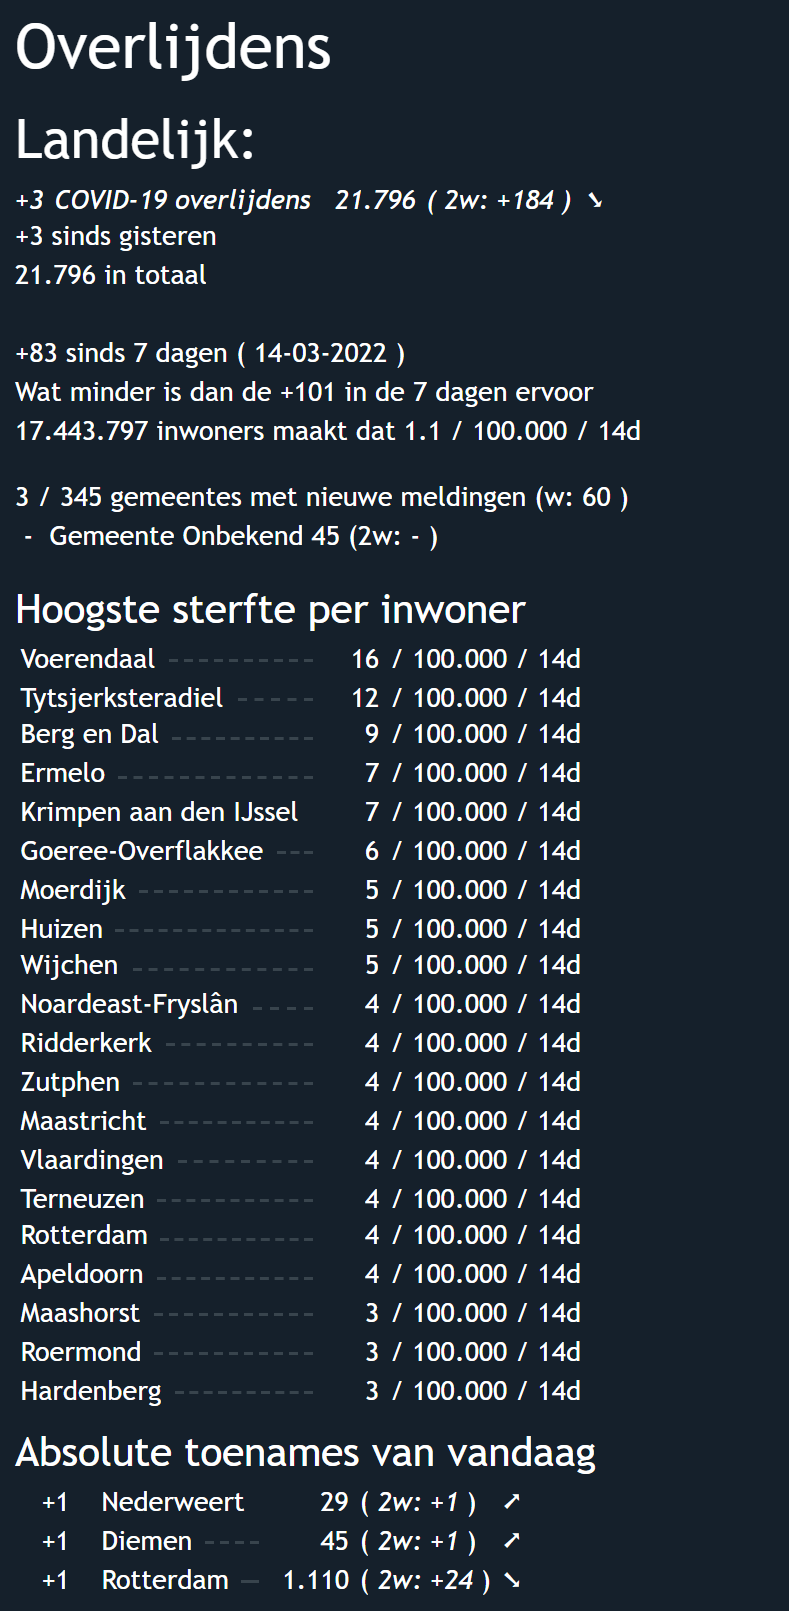 Overlijdens
Landelijk:
+3 COVID-19 overlijdens 21.796 ( 2w: +184 ) ➘
+3 sinds gisteren
21.796 in totaal
+83 sinds 7 dagen ( 14-03-2022 )
Wat minder is dan de +101 in de 7 dagen ervoor
17.443.797 inwoners maakt dat 1.1 / 100.000 / 14d
3 / 345 gemeentes met nieuwe meldingen (w: 60 )
- Gemeente Onbekend 45 (2w: - )
Hoogste sterfte per inwoner
Voerendaal ---------- 16 / 100.000 / 14d
Tytsjerksteradiel ----- 12 / 100.000 / 14d
Berg en Dal ---------- 9 / 100.000 / 14d
Ermelo ------------- 7 / 100.000 / 14d
Krimpen aan den IJssel 7 / 100.000 / 14d
Goeree-Overflakkee --- 6 / 100.000 / 14d
Moerdijk ------------ 5 / 100.000 / 14d
Huizen -------------- 5 / 100.000 / 14d
Wijchen ------------ 5 / 100.000 / 14d
Noardeast-Fryslân ---- 4 / 100.000 / 14d
Ridderkerk ---------- 4 / 100.000 / 14d
Zutphen ------------ 4 / 100.000 / 14d
Maastricht ---------- 4 / 100.000 / 14d
Vlaardingen --------- 4 / 100.000 / 14d
Terneuzen ----------- 4 / 100.000 / 14d
Rotterdam ---------- 4 / 100.000 / 14d
Apeldoorn ----------- 4 / 100.000 / 14d
Maashorst ----------- 3 / 100.000 / 14d
Roermond ----------- 3 / 100.000 / 14d
Hardenberg ---------- 3 / 100.000 / 14d
Absolute toenames van vandaag
+1 Nederweert 29 ( 2w: +1 ) ➚
+1 Diemen ---- 45 ( 2w: +1 ) ➚
+1 Rotterdam - 1.110 ( 2w: +24 ) ➘